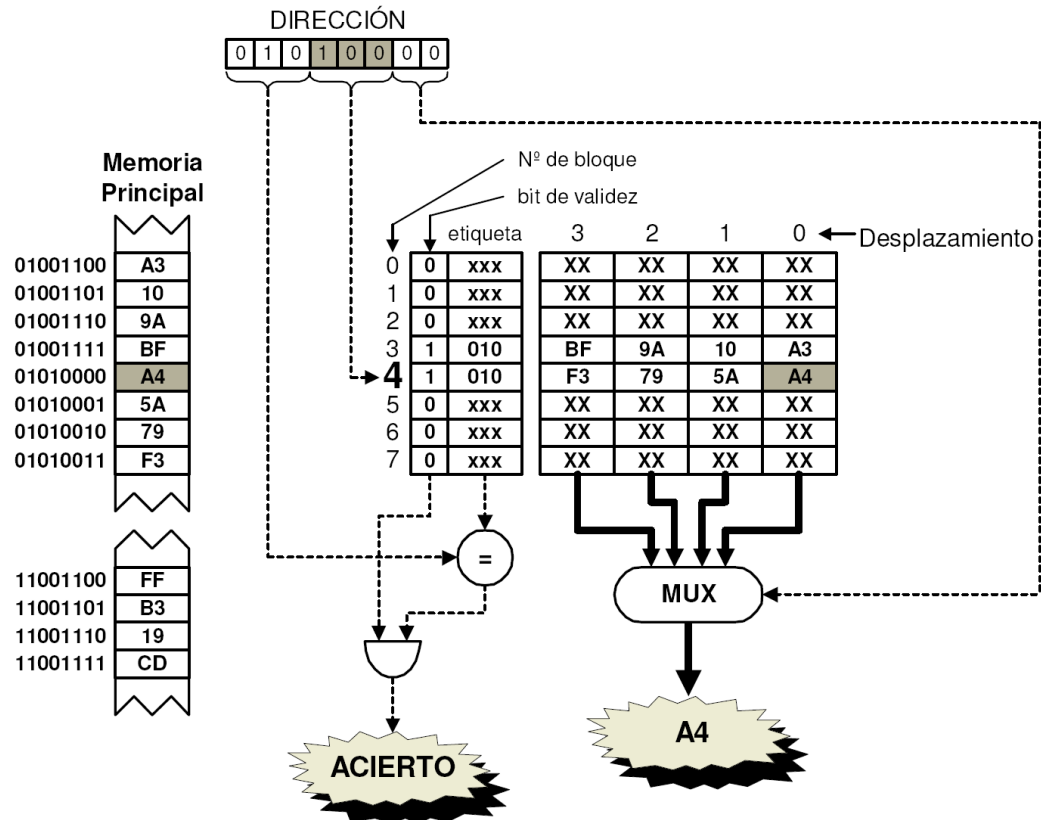 DIRECCIÓN
0 1 0 1 0 0 0 0
Nº de bloque
bit de validez
Memoria
Principal
etiqueta 3 2 1 0 Desplazamiento
01001100 A3 0 0 xxx XX XX XX XX
01001101 10 1 0 xxx XX XX XX XX
01001110 9A 2 0 xxx XX XX XX XX
01001111 BF 3 1 010 BF 9A 10 A3
01010000 A4 4 1 010 F3 79 5A A4
01010001 5A 5 0 xxx XX XX XX XX
01010010 79 6 0 xxx XX XX XX XX
01010011 F3 7 0 xxx XX XX XX XX
=
11001100 FF
MUX
11001101 B3
11001110 19
11001111 CD
A4
ACIERTO